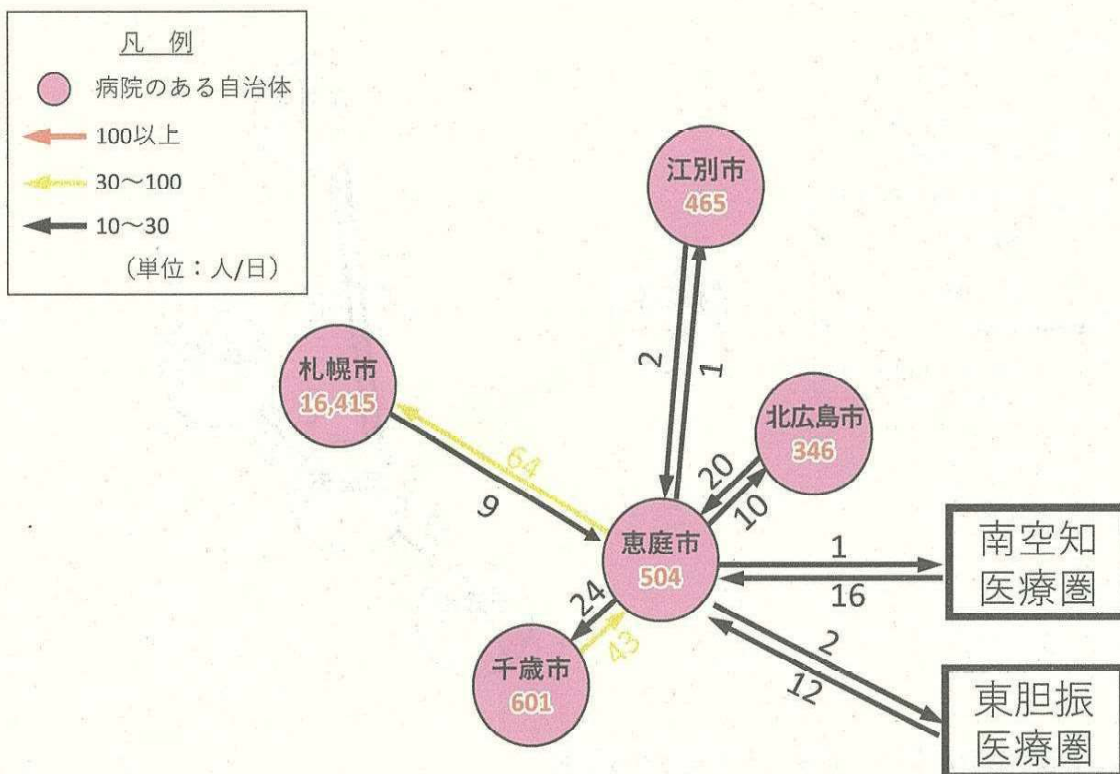 凡 例
病院のある自治体
100以上
30～100
10～30
（単位：人/日）
江別市
465
札幌市
16,415
2
1
北広島市
346
64
9
20
10
恵庭市
504
1
16
南空知
医療圏
24
43
千歳市
601
2
12
東胆振
医療圏